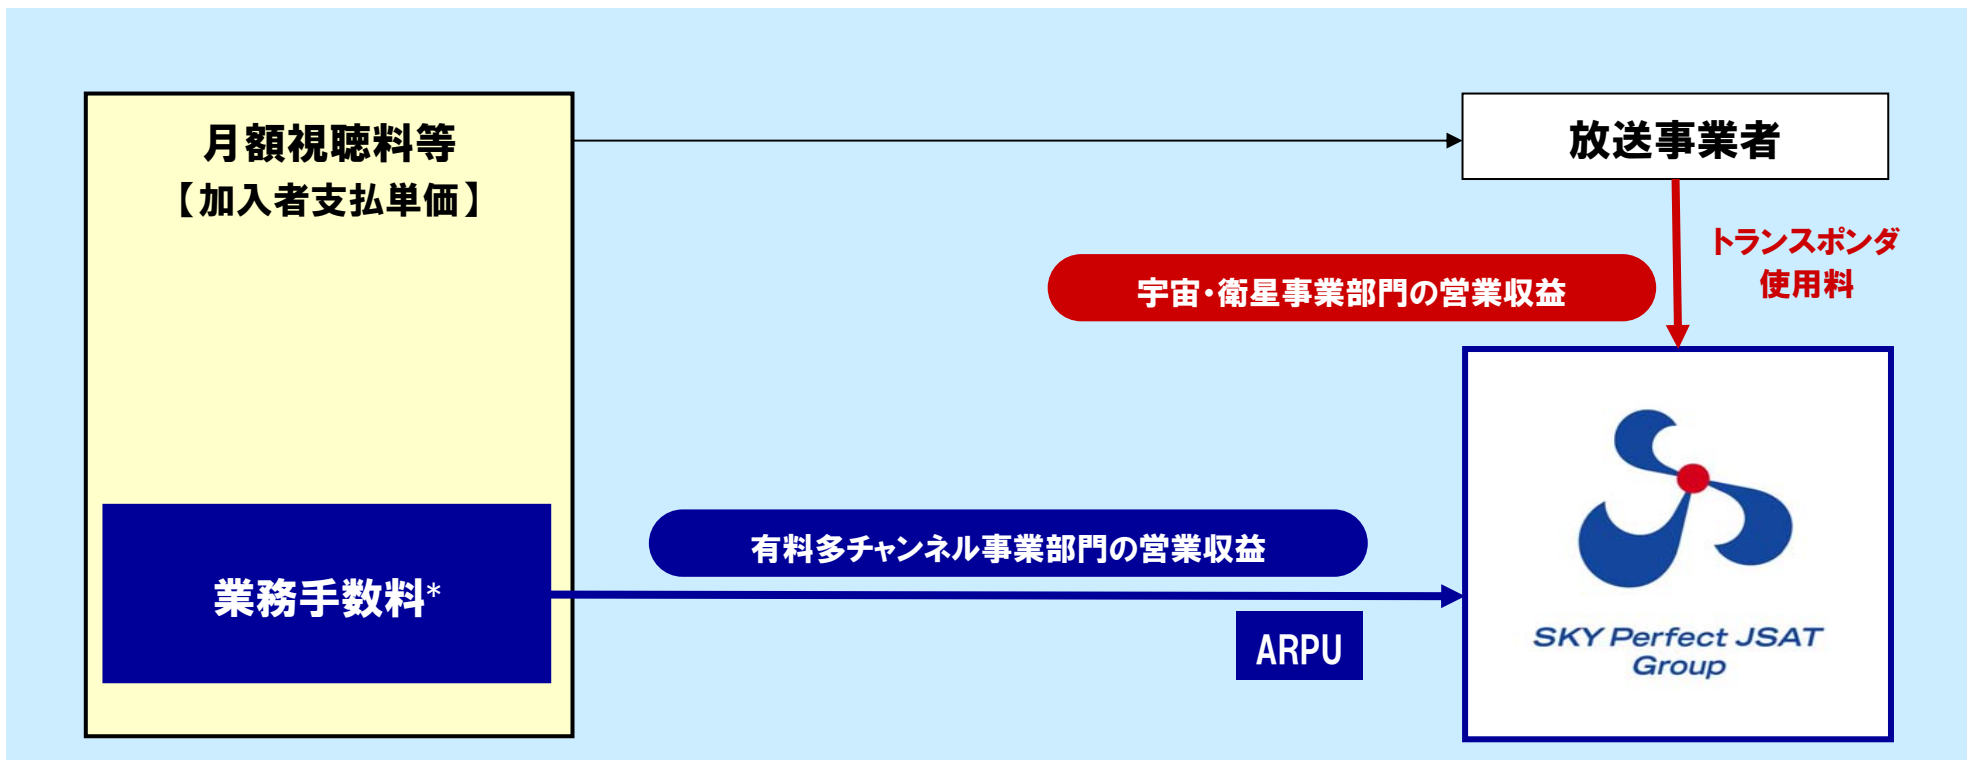 月額視聴料等
【加入者支払単価】
放送事業者
トランスポンダ
使用料
宇宙・衛星事業部門の営業収益
有料多チャンネル事業部門の営業収益
業務手数料*
ARPU
SKY Perfect JSAT
Group